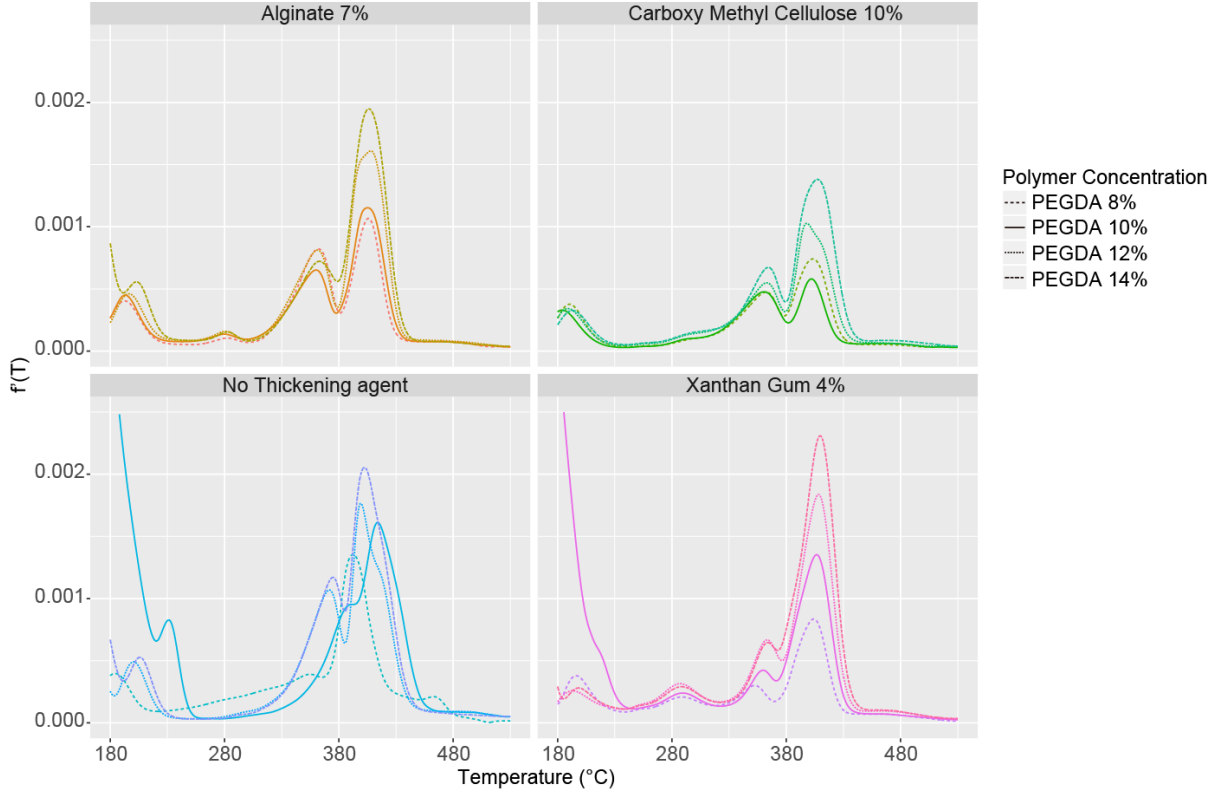 Alginate 7%
Carboxy Methyl Cellulose 10%
0.002
0.001
0.000
f'(T)
No Thickening agent
Xanthan Gum 4%
0.002
0.001
0.000
180 280 380 480
180 280 380 480
Temperature (°C)
Polymer Concentration
PEGDA 8%
PEGDA 10%
PEGDA 12%
PEGDA 14%